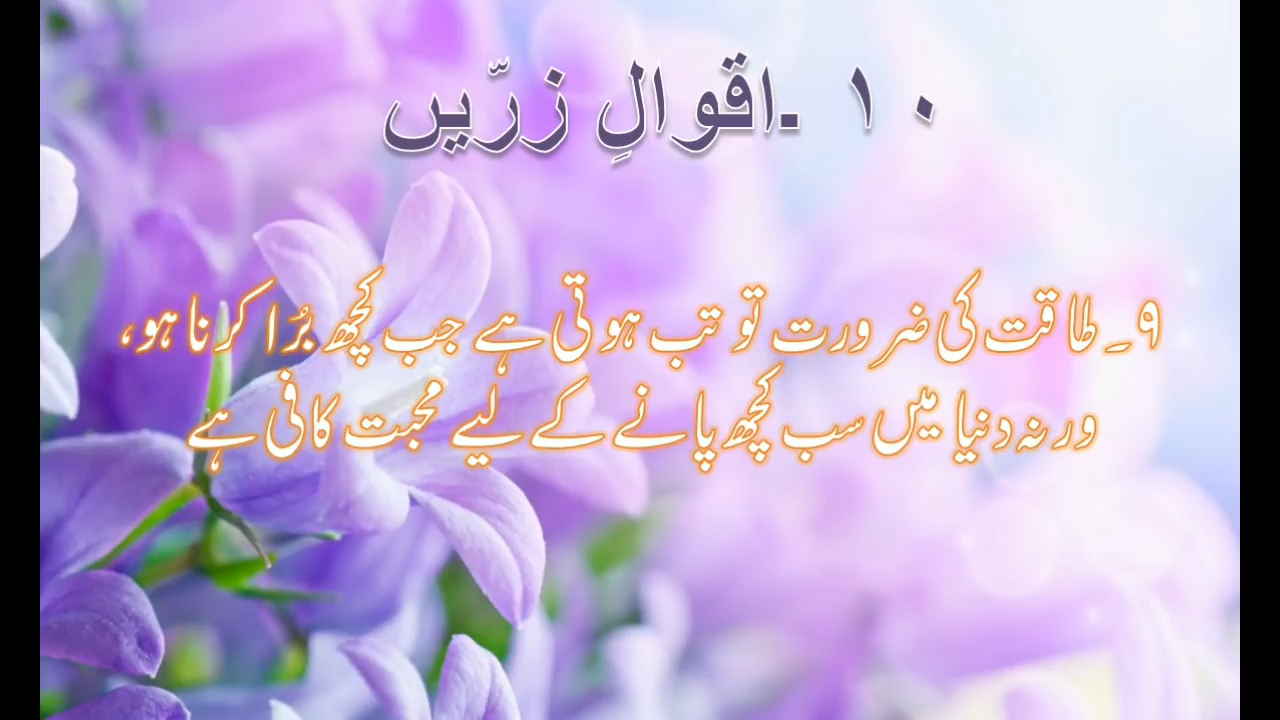 ۱۰ ۔اقوالِ زرّیں
۹۔ طاقت کی ضرورت تو تب ہوتی ہے جب کچھ بُرا کرنا ہو،
ورنہ دنیا میں سب کچھ پانے کے لیے محبت کافی ہے